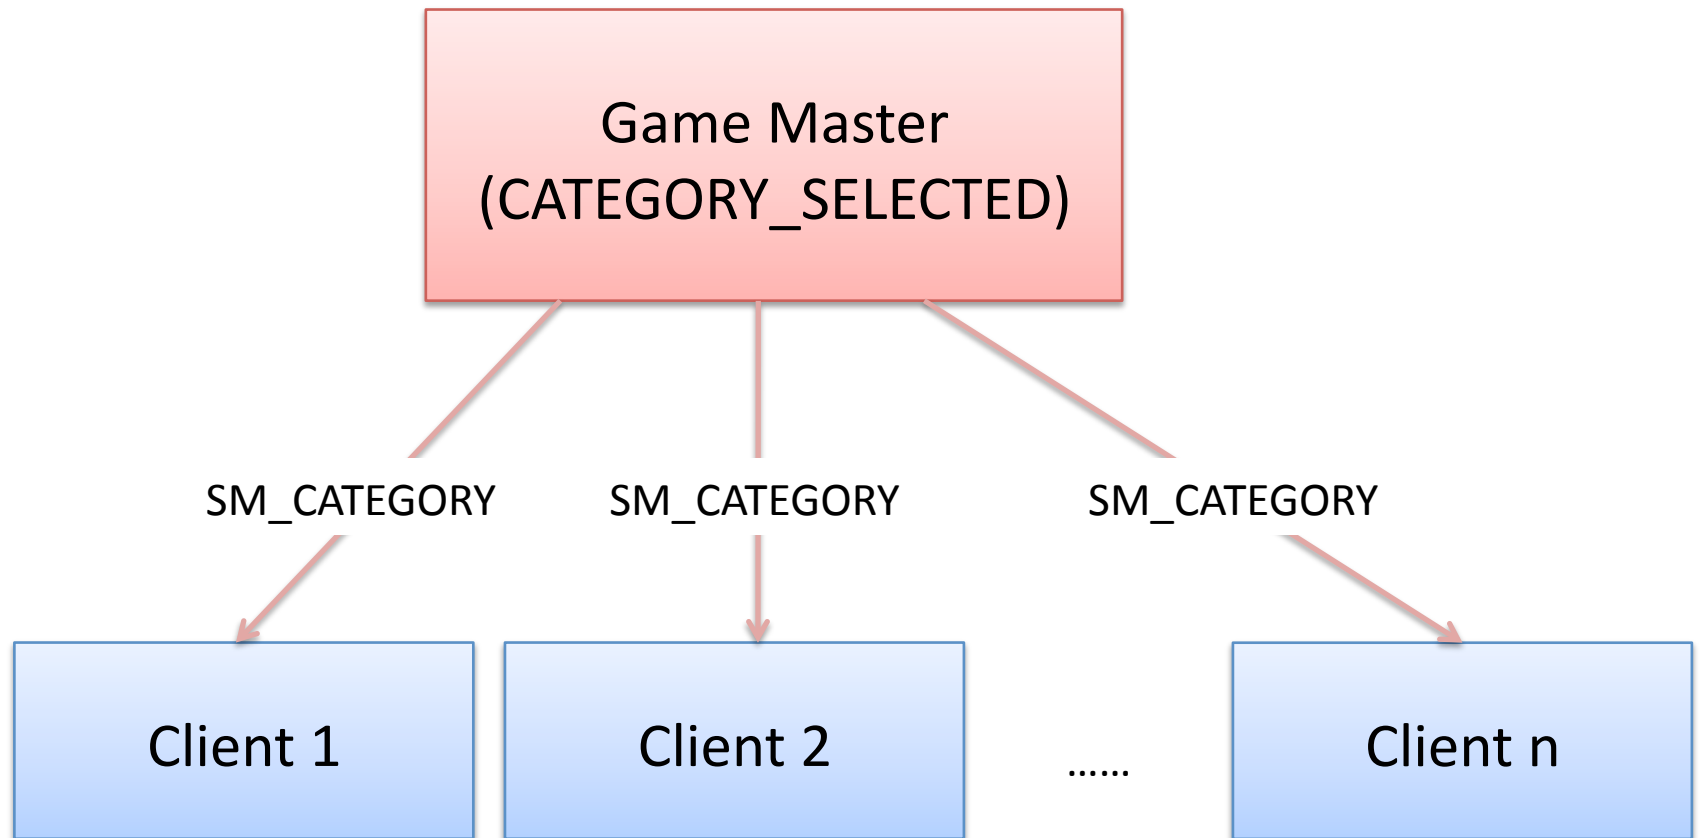 Game Master
(CATEGORY_SELECTED)
SM_CATEGORY SM_CATEGORY SM_CATEGORY
Client 1 Client 2 ...... Client n